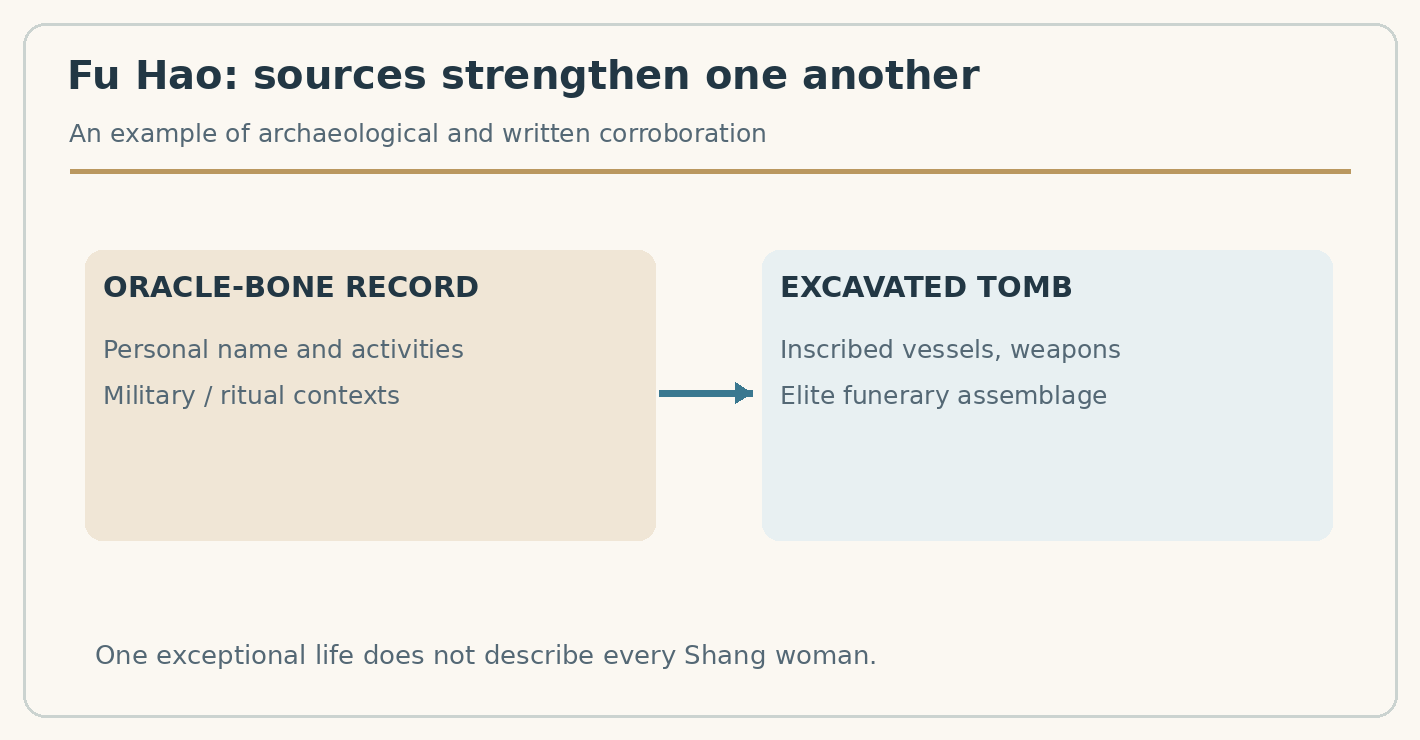 Fu Hao: sources strengthen one another
An example of archaeological and written corroboration
ORACLE-BONE RECORD
Personal name and activities
Military / ritual contexts
EXCAVATED TOMB
Inscribed vessels, weapons
Elite funerary assemblage
One exceptional life does not describe every Shang woman.